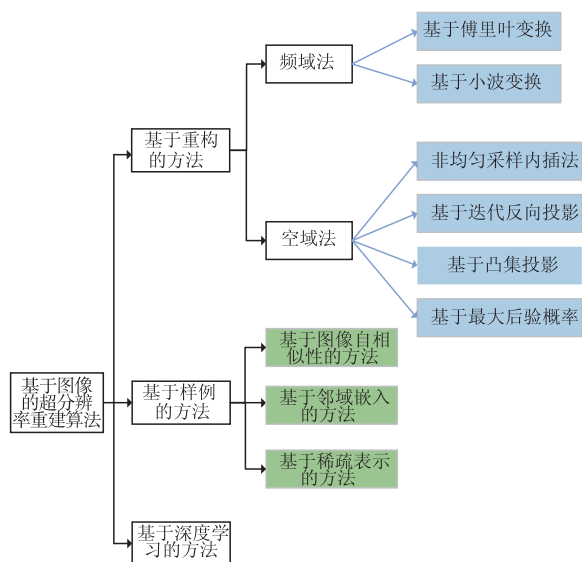 基于图像
的超分辨
率重建算法
基于重构
的方法
频域法
基于傅里叶变换
基于小波变换
空域法
非均匀采样内插法
基于迭代反向投影
基于凸集投影
基于最大后验概率
基于样例
的方法
基于图像自相
似性的方法
基于邻域嵌入
的方法
基于稀疏表示
的方法
基于深度学
习的方法